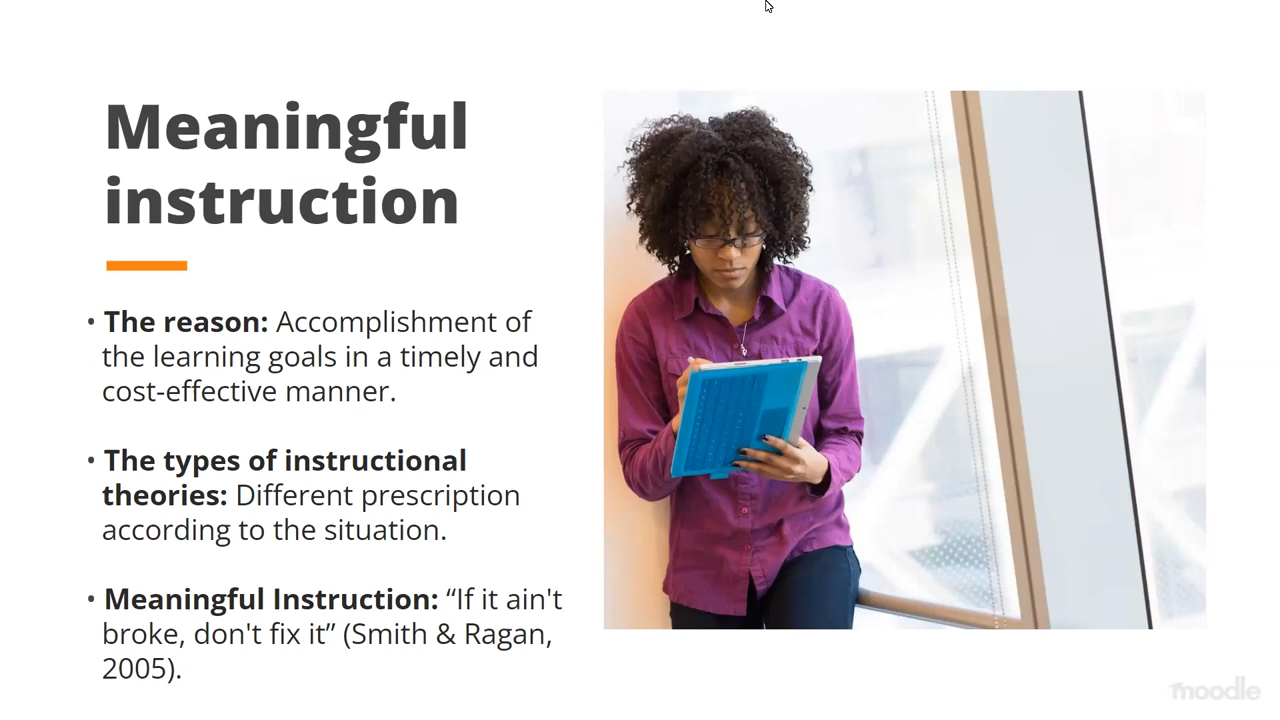 Meaningful
instruction
• The reason: Accomplishment of
the learning goals in a timely and
cost-effective manner.
• The types of instructional
theories: Different prescription
according to the situation.
• Meaningful Instruction: “If it ain't
broke, don't fix it” (Smith & Ragan,
2005).
moodle